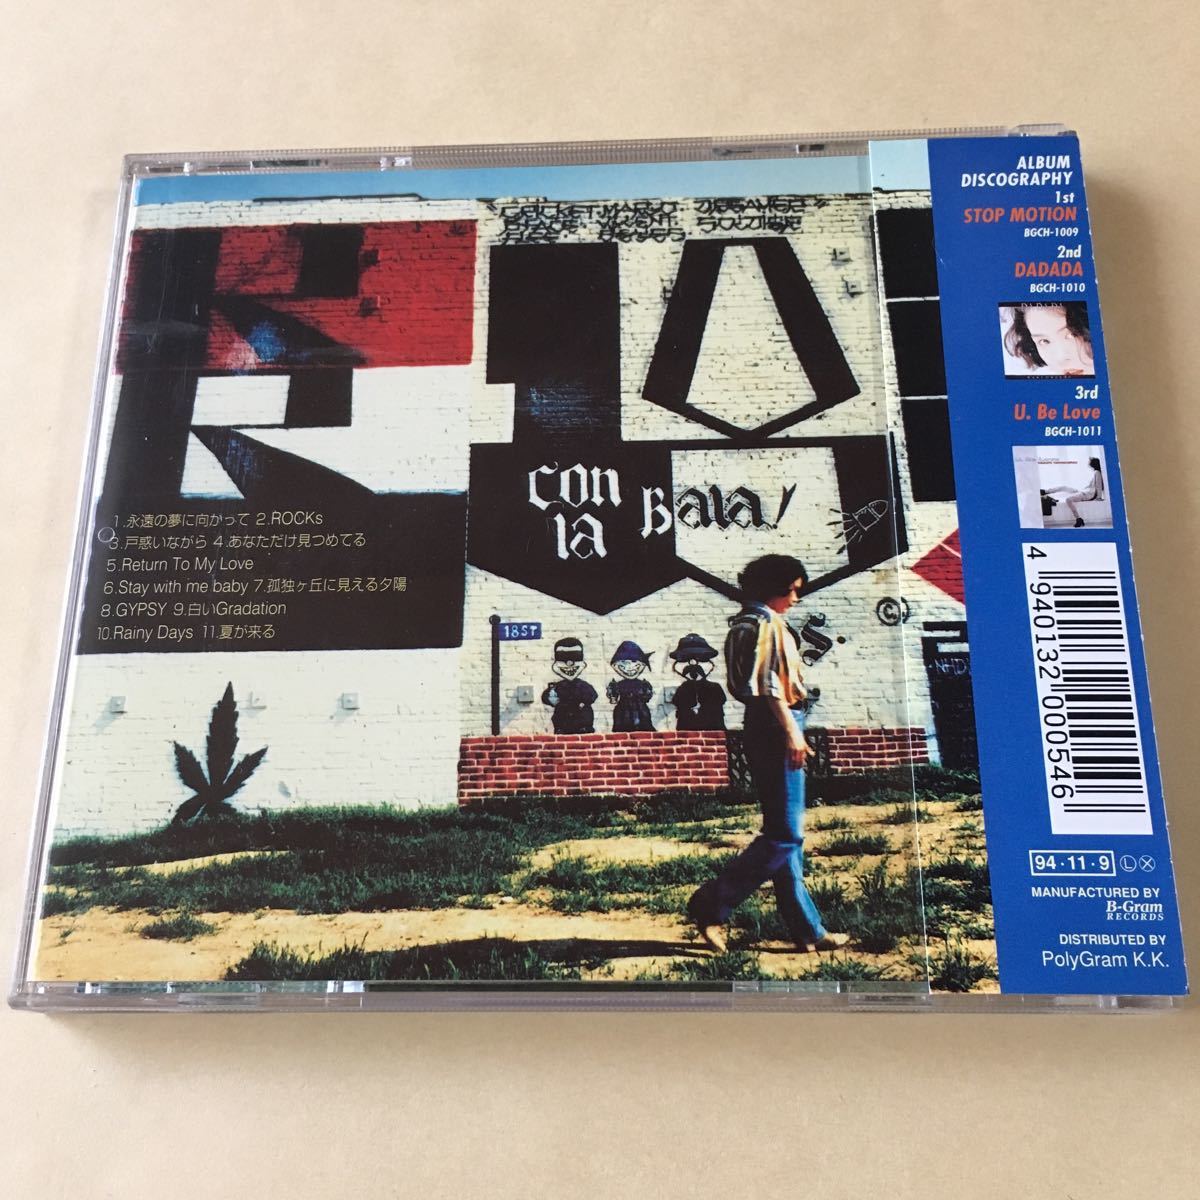 1.永遠の夢に向かって 2.ROCKs
3.戸惑いながら 4.あなただけ見つめてる
5.Return To My Love
6.Stay with me baby 7.孤独ヶ丘に見える夕陽
8.GYPSY 9.白いGradation
10.Rainy Days 11.夏が来る
con
la Bala!
18ST
S.
©
NHD
ALBUM
DISCOGRAPHY
1st
STOP MOTION
BGCH-1009
2nd
DADADA
BGCH-1010
DADADA
3rd
U. Be Love
BGCH-1011
4 940132 000546
94・11・9 Ⓛ Ⓧ
MANUFACTURED BY
B-Gram
RECORDS
DISTRIBUTED BY
PolyGram K.K.